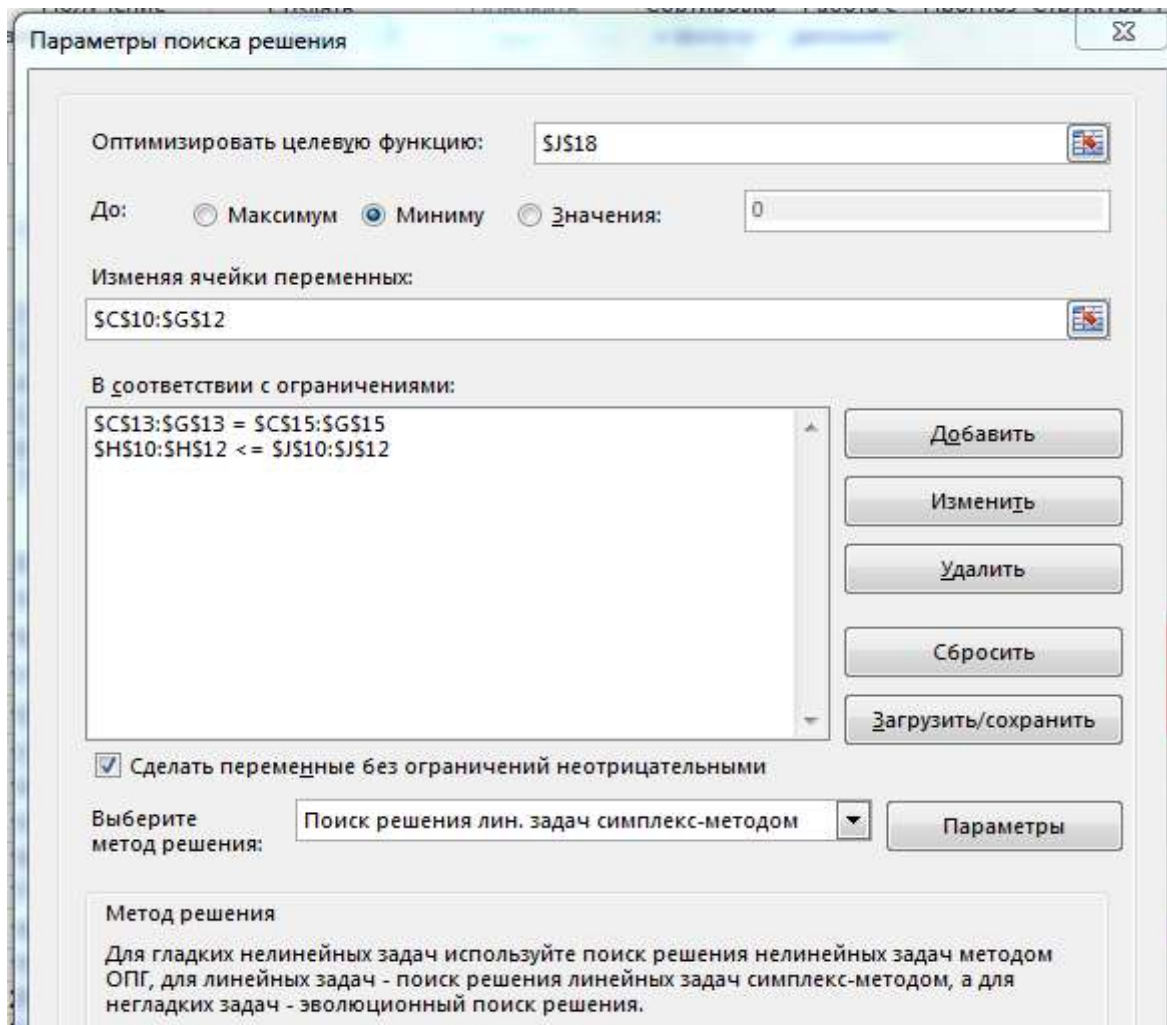 Параметры поиска решения
Оптимизировать целевую функцию: $J$18
До: Максимум Миниму Значения: 0
Изменяя ячейки переменных:
$C$10:$G$12
В соответствии с ограничениями:
$C$13:$G$13 = $C$15:$G$15
$H$10:$H$12 <= $J$10:$J$12
Добавить
Изменить
Удалить
Сбросить
Загрузить/сохранить
Сделать переменные без ограничений неотрицательными
Выберите
метод решения:
Поиск решения лин. задач симплекс-методом
Параметры
Метод решения
Для гладких нелинейных задач используйте поиск решения нелинейных задач методом
ОПГ, для линейных задач - поиск решения линейных задач симплекс-методом, а для
негладких задач - эволюционный поиск решения.